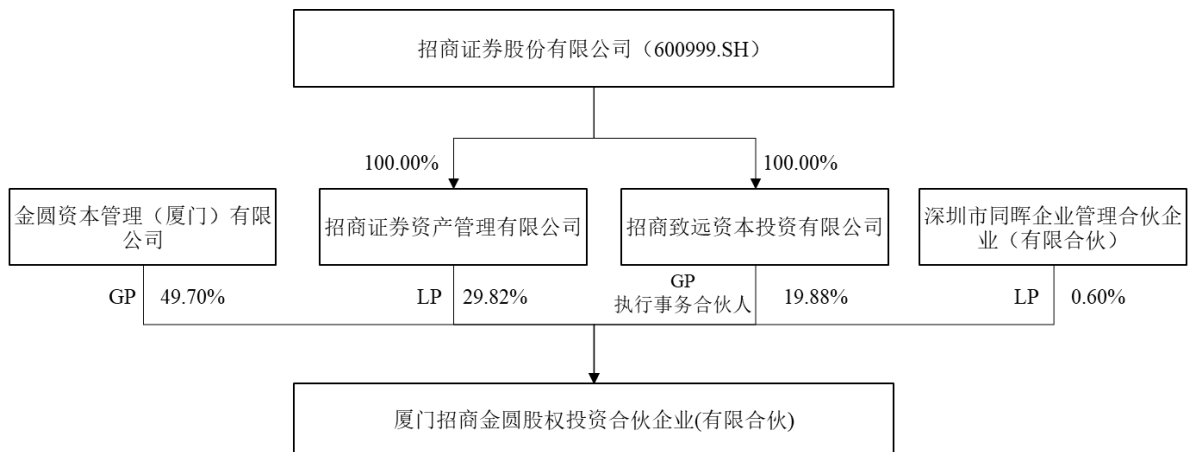 招商证券股份有限公司（600999.SH）
100.00%
100.00%
金圆资本管理（厦门）有限
公司
招商证券资产管理有限公司
招商致远资本投资有限公司
深圳市同晖企业管理合伙企
业（有限合伙）
GP
49.70%
LP
29.82%
GP
执行事务合伙人
19.88%
LP
0.60%
厦门招商金圆股权投资合伙企业(有限合伙)